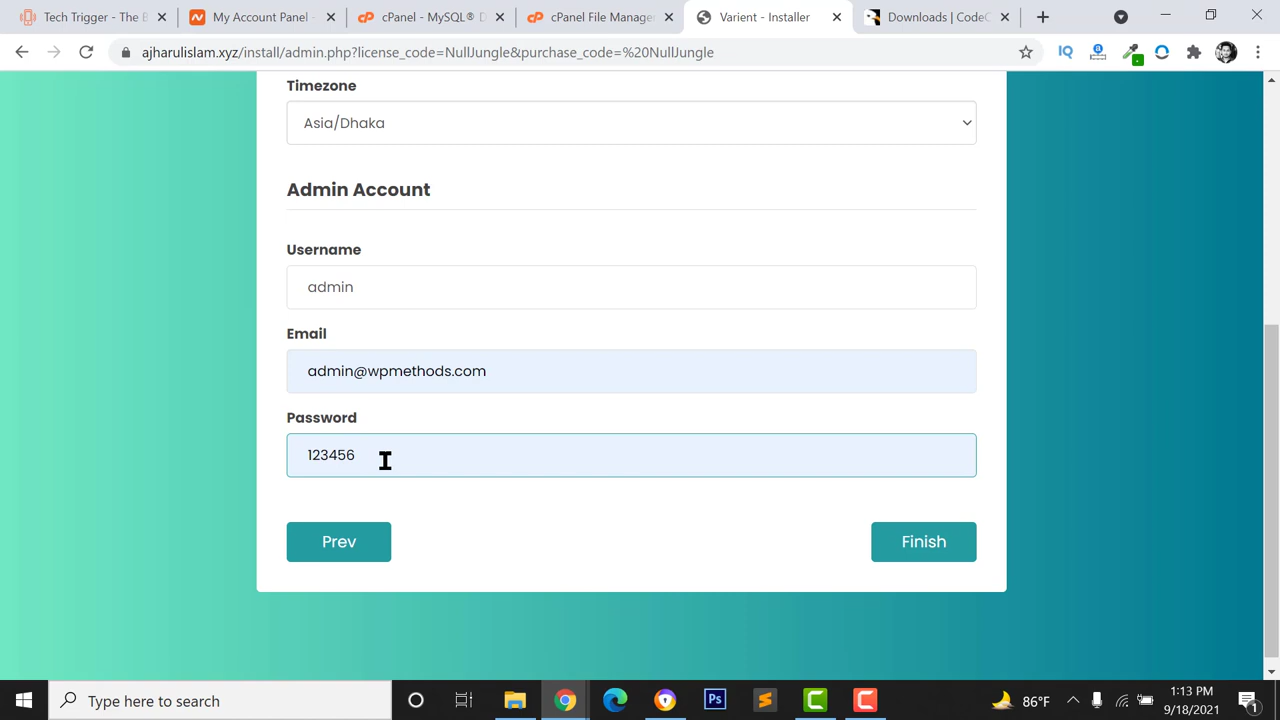 Tech Trigger - The B
My Account Panel -
cPanel - MySQL® D
cPanel File Manage
Varient - Installer
Downloads | CodeC
ajharulislam.xyz/install/admin.php?license_code=NullJungle&purchase_code=%20NullJungle
IQ
Timezone
Asia/Dhaka
Admin Account
Username
admin
Email
admin@wpmethods.com
Password
123456
Prev
Finish
Type here to search
Ps
86°F
1:13 PM
9/18/2021
1